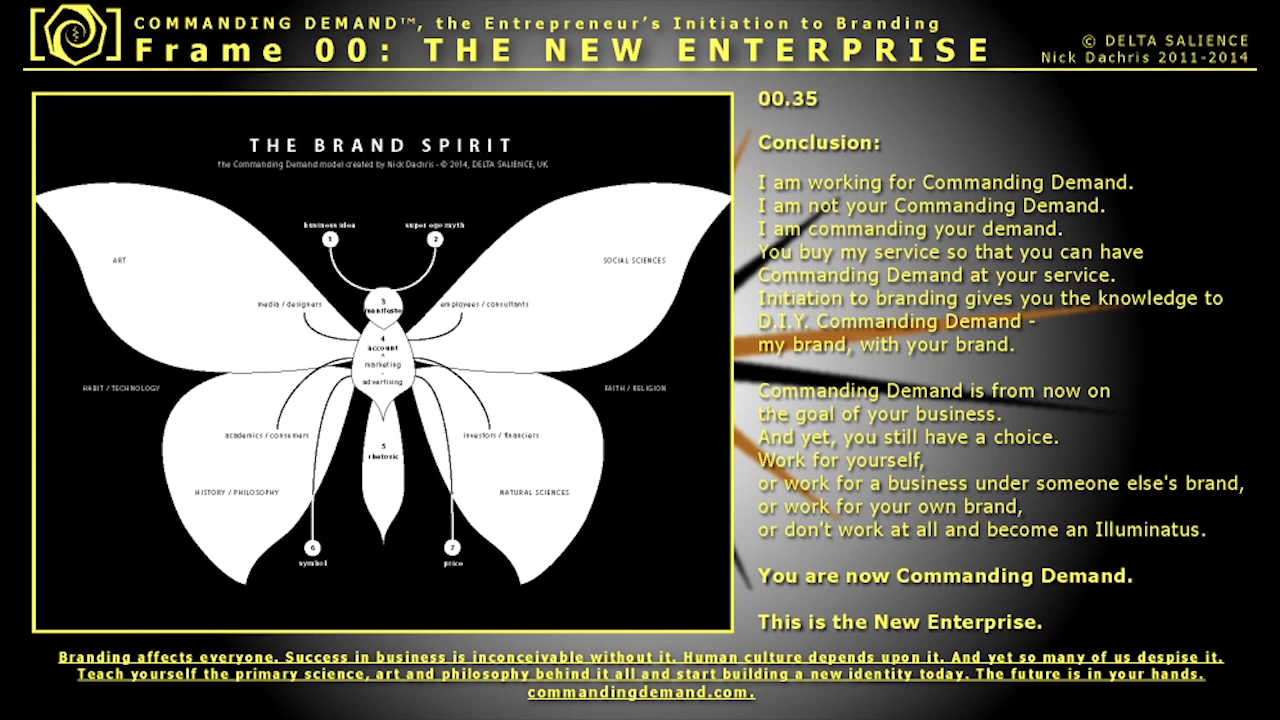 COMMANDING DEMAND™, the Entrepreneur's Initiation to Branding
Frame 00: THE NEW ENTERPRISE
© DELTA SALIENCE
Nick Dachris 2011-2014
THE BRAND SPIRIT
the Commanding Demand model created by Nick Dachris - © 2014, DELTA SALIENCE, UK
business idea
super ego myth
1
2
ART
SOCIAL SCIENCES
media / designers
employees / consultants
3
manifesto
4
account
^
marketing
-
advertising
HABIT / TECHNOLOGY
FAITH / RELIGION
academics / consumers
investors / financiers
5
rhetoric
HISTORY / PHILOSOPHY
NATURAL SCIENCES
6
7
symbol
price
00.35
Conclusion:
I am working for Commanding Demand.
I am not your Commanding Demand.
I am commanding your demand.
You buy my service so that you can have
Commanding Demand at your service.
Initiation to branding gives you the knowledge to
D.I.Y. Commanding Demand -
my brand, with your brand.
Commanding Demand is from now on
the goal of your business.
And yet, you still have a choice.
Work for yourself,
or work for a business under someone else's brand,
or work for your own brand,
or don't work at all and become an Illuminatus.
You are now Commanding Demand.
This is the New Enterprise.
Branding affects everyone. Success in business is inconceivable without it. Human culture depends upon it. And yet so many of us despise it.
Teach yourself the primary science, art and philosophy behind it all and start building a new identity today. The future is in your hands.
commandingdemand.com.